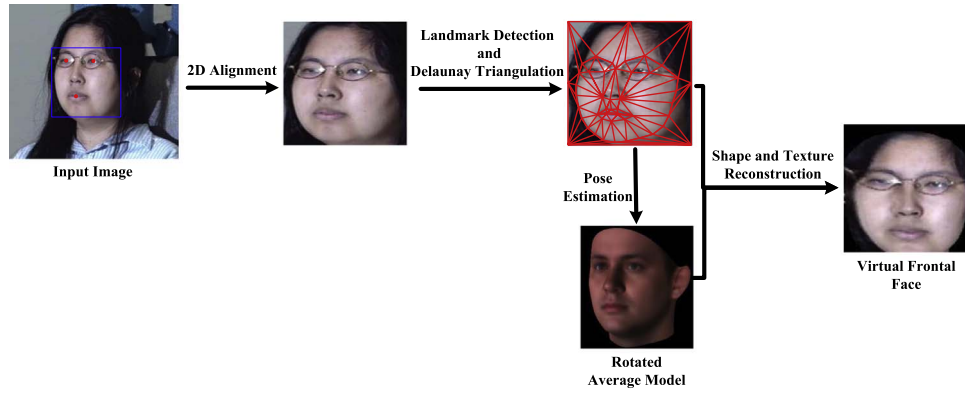 Input Image
2D Alignment
Landmark Detection
and
Delaunay Triangulation
Pose
Estimation
Rotated
Average Model
Shape and Texture
Reconstruction
Virtual Frontal
Face